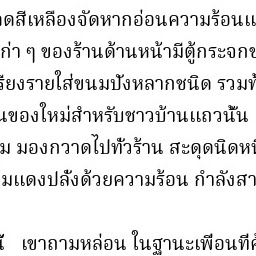 ดสีเหลืองจัดหากอ่อนความร้อนแ
ก่า ๆ ของร้านด้านหน้ามีตู้กระจกข
รียงรายใส่ขนมปังหลากชนิด รวมทั้
นของใหม่สำหรับชาวบ้านแถวนั้น
ม มองกวาดไปทั่วร้าน สะดุดนิดหนึ
มแดงปลั่งด้วยความร้อน กำลังสา
นี้ เขาถามหล่อน ในฐานะเพื่อนที่คุ